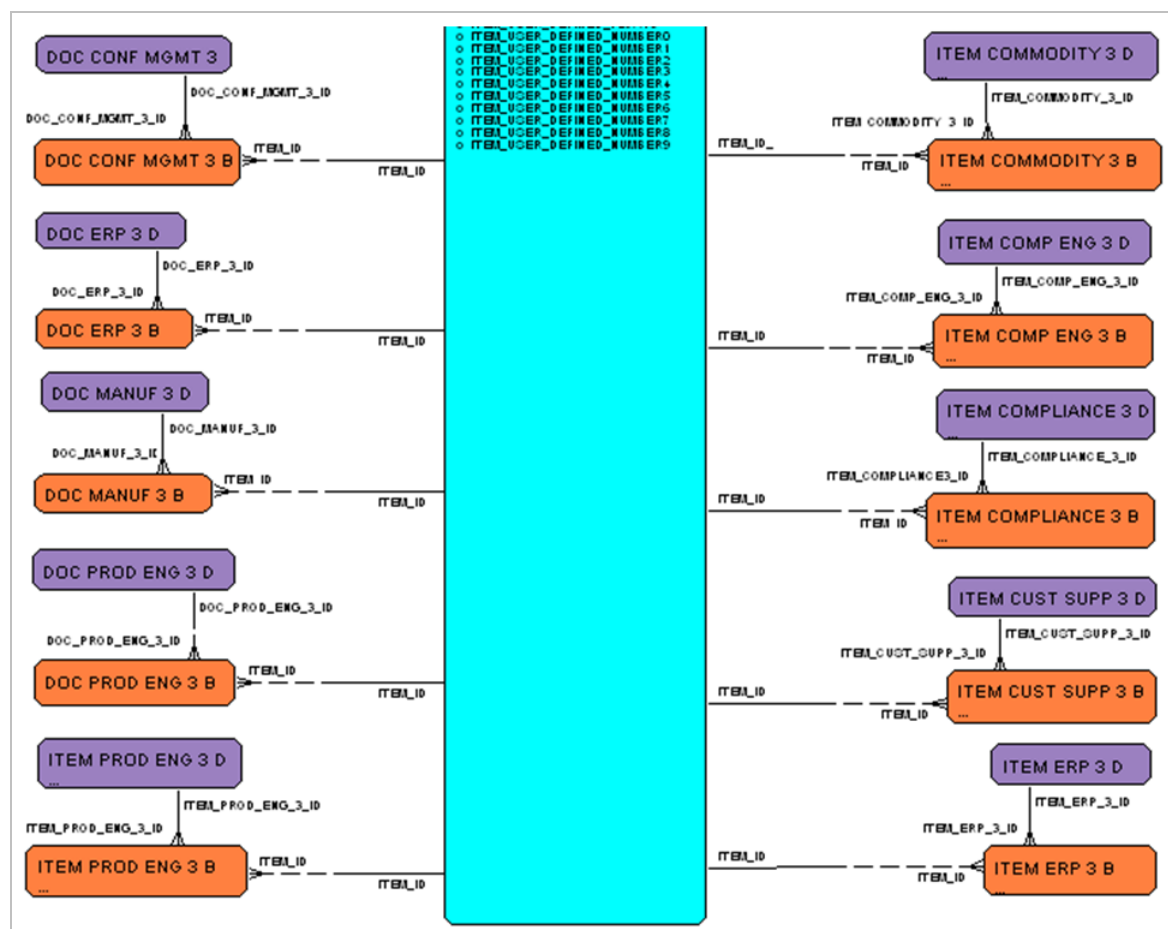 ITEM_USER_DEFINED_NUMBER0
ITEM_USER_DEFINED_NUMBER1
ITEM_USER_DEFINED_NUMBER2
ITEM_USER_DEFINED_NUMBER3
ITEM_USER_DEFINED_NUMBER4
ITEM_USER_DEFINED_NUMBER5
ITEM_USER_DEFINED_NUMBER6
ITEM_USER_DEFINED_NUMBER7
ITEM_USER_DEFINED_NUMBER8
ITEM_USER_DEFINED_NUMBER9
DOC CONF MGMT 3
DOC_CONF_MGMT_3_ID
DOC_CONF_MGMT_3_ID
DOC CONF MGMT 3 B
ITEM_ID
ITEM_ID
DOC ERP 3 D
DOC_ERP_3_ID
DOC_ERP_3_ID
DOC ERP 3 B
ITEM_ID
ITEM_ID
DOC MANUF 3 D
DOC_MANUF_3_ID
DOC_MANUF_3_ID
DOC MANUF 3 B
ITEM_ID
ITEM_ID
DOC PROD ENG 3 D
DOC_PROD_ENG_3_ID
DOC_PROD_ENG_3_ID
DOC PROD ENG 3 B
ITEM_ID
ITEM_ID
ITEM PROD ENG 3 D
...
ITEM_PROD_ENG_3_ID
ITEM_PROD_ENG_3_ID
ITEM PROD ENG 3 B
...
ITEM_ID
ITEM_ID
ITEM COMMODITY 3 D
...
ITEM_COMMODITY_3_ID
ITEM_COMMODITY_3_ID
ITEM_ID_
ITEM_ID
ITEM COMMODITY 3 B
...
ITEM COMP ENG 3 D
ITEM_COMP_ENG_3_ID
ITEM_COMP_ENG_3_ID
ITEM_ID
ITEM_ID
ITEM COMP ENG 3 B
...
ITEM COMPLIANCE 3 D
...
ITEM_COMPLIANCE_3_ID
ITEM_COMPLIANCE3_ID
ITEM_ID
ITEM_ID
ITEM COMPLIANCE 3 B
...
ITEM CUST SUPP 3 D
...
ITEM_CUST_SUPP_3_ID
ITEM_CUST_SUPP_3_ID
ITEM_ID
ITEM_ID
ITEM CUST SUPP 3 B
...
ITEM ERP 3 D
ITEM_ERP_3_ID
ITEM_ERP_3_ID
ITEM_ID
ITEM_ID
ITEM ERP 3 B
...